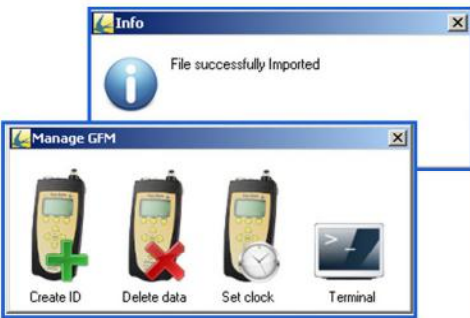 Info
File successfully Imported
Manage GFM
Create ID
Delete data
Set clock
Terminal